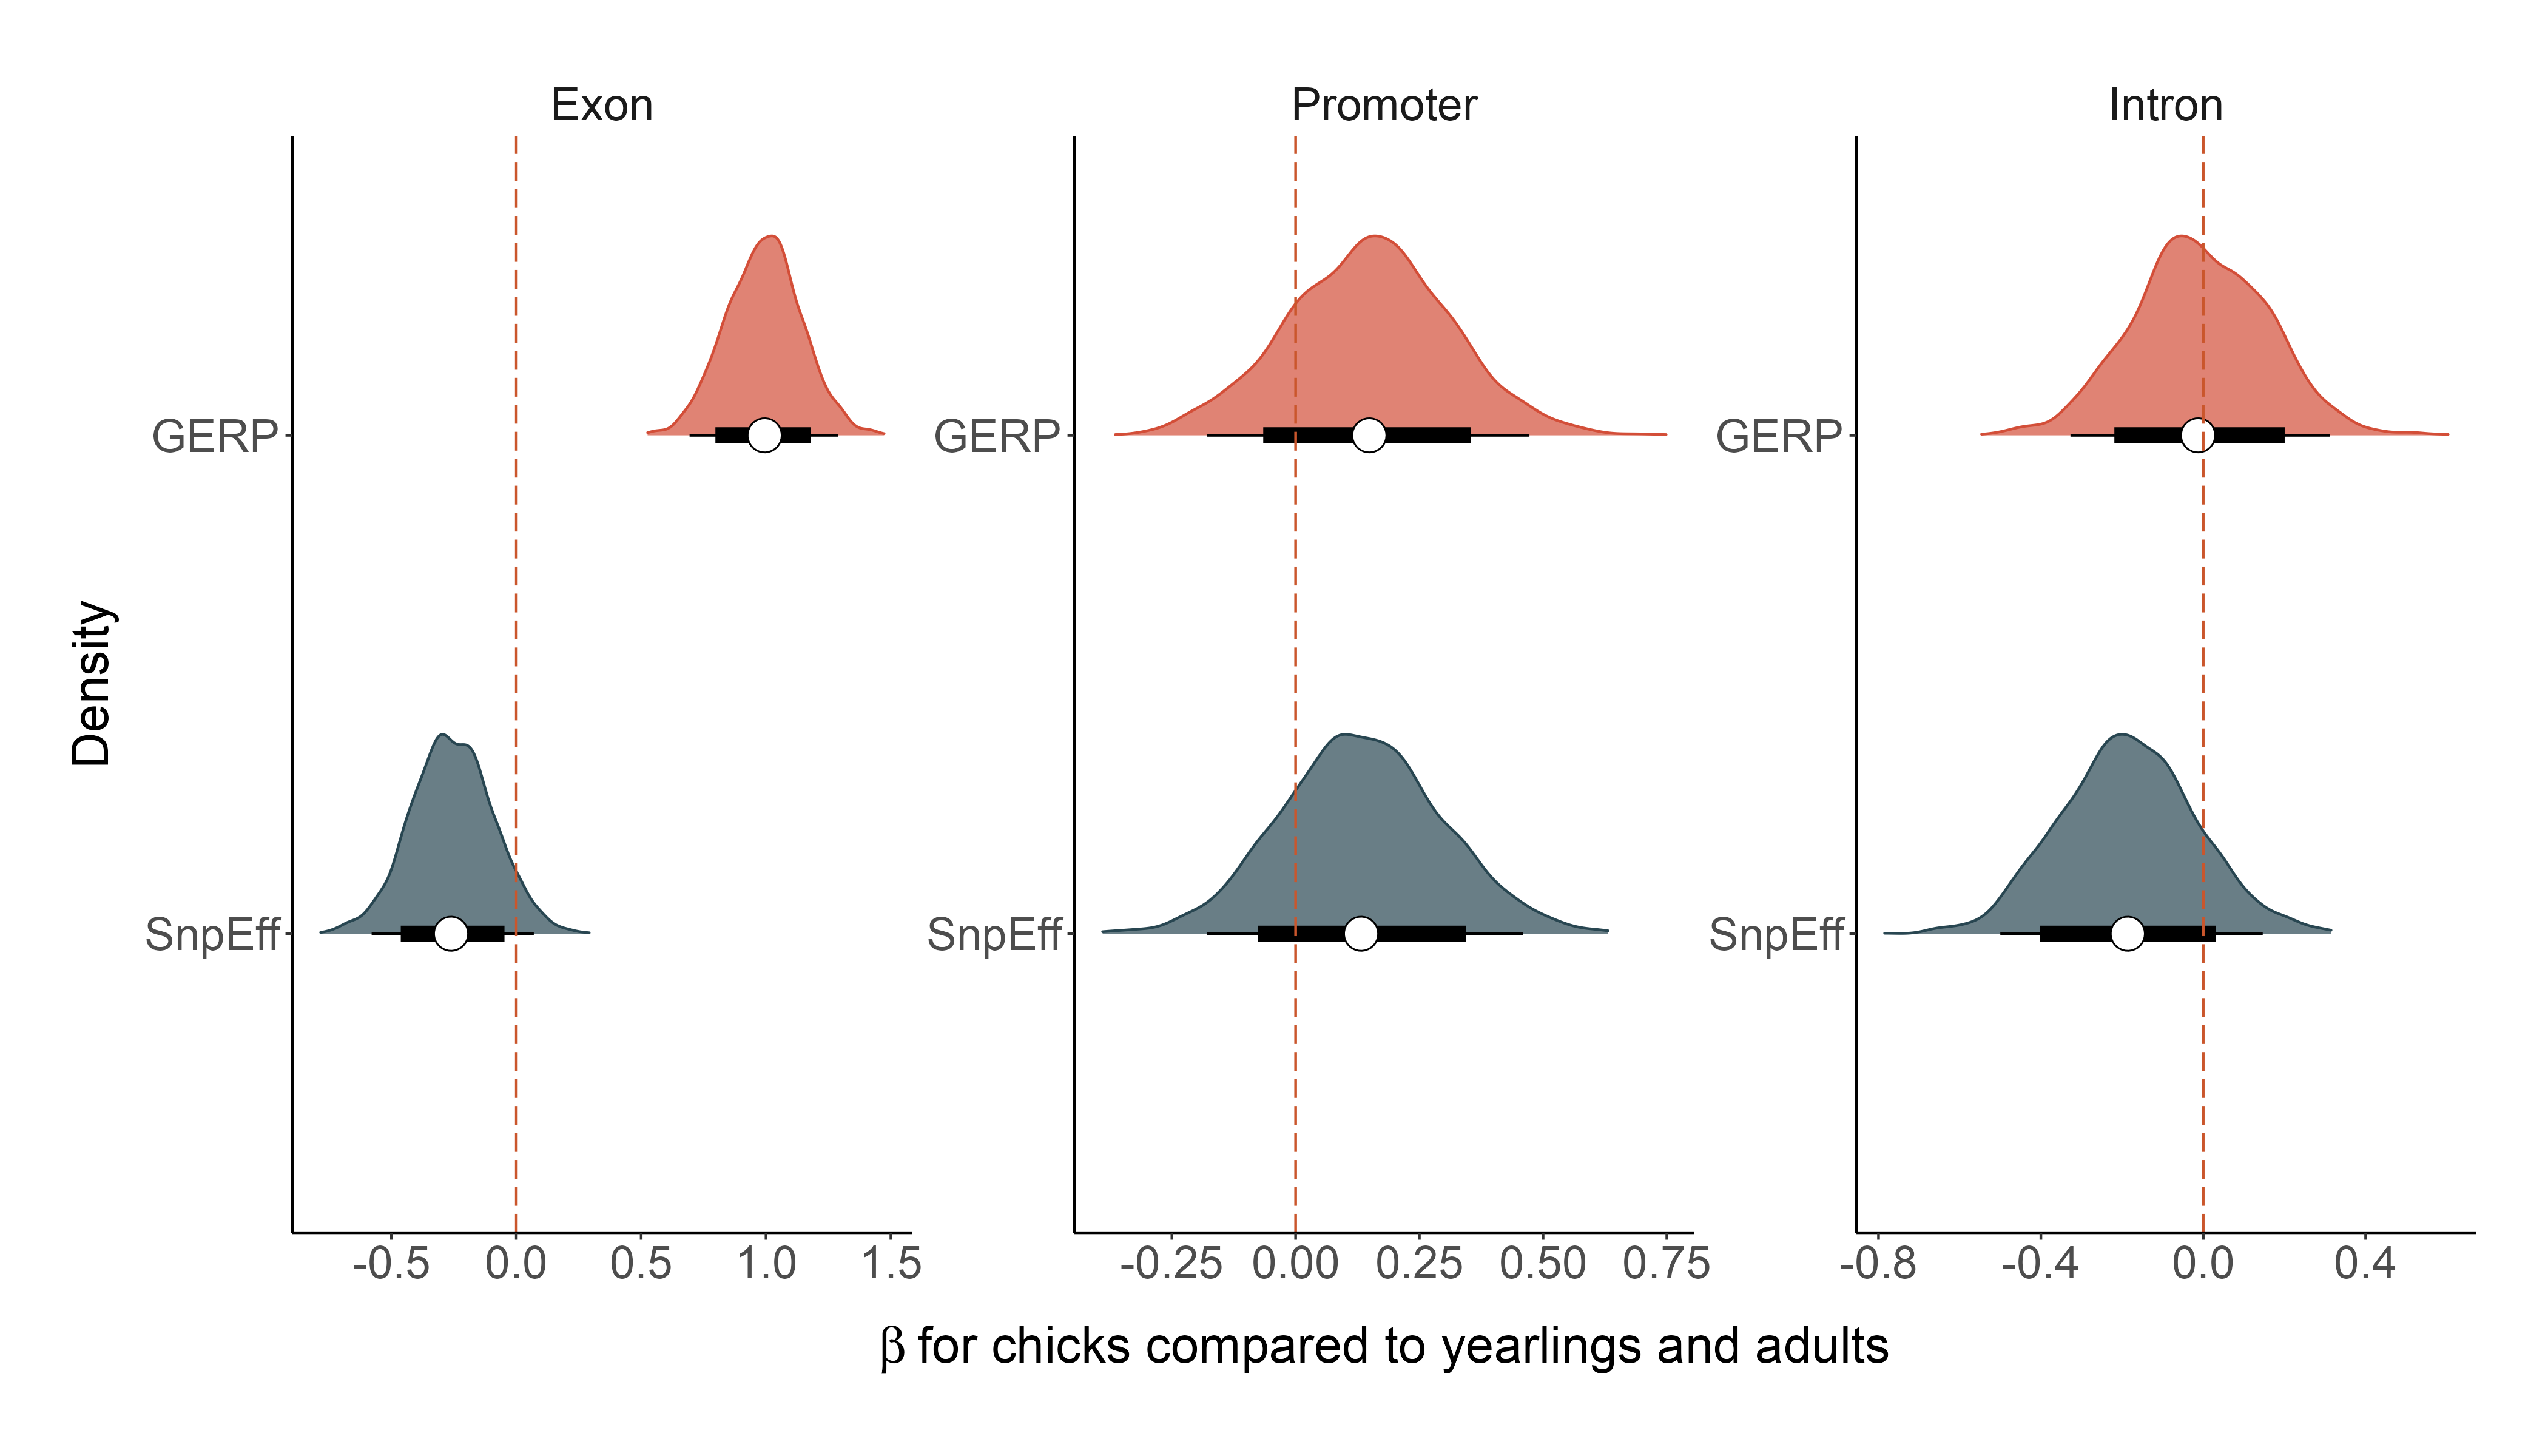 Exon Promoter Intron
GERP GERP GERP
Density
SnpEff SnpEff SnpEff
-0.5 0.0 0.5 1.0 1.5 -0.25 0.00 0.25 0.50 0.75 -0.8 -0.4 0.0 0.4
β for chicks compared to yearlings and adults